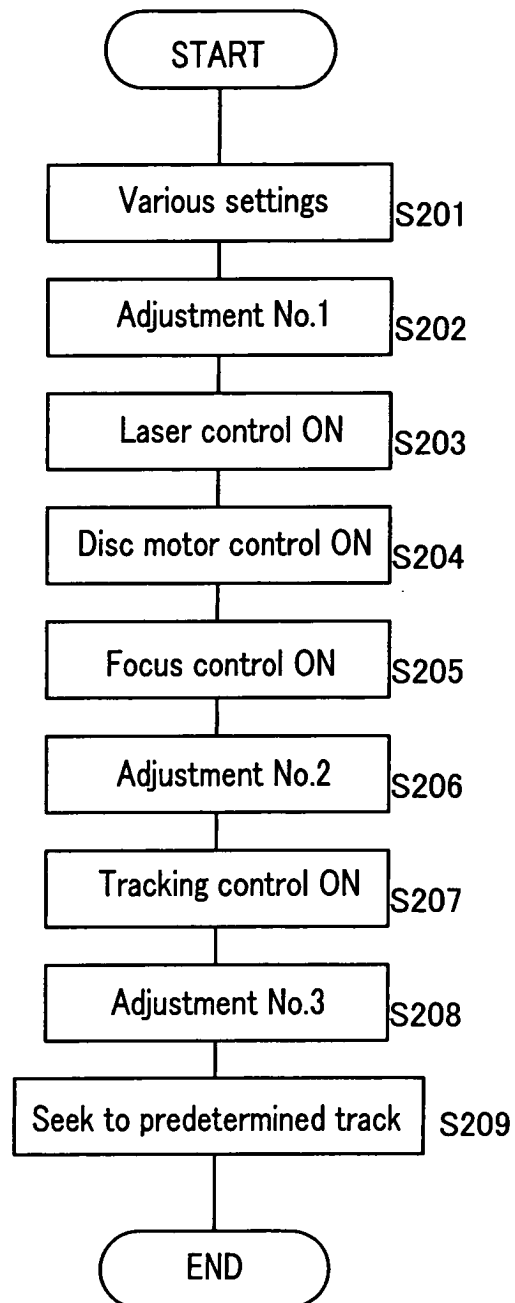 START
Various settings S201
Adjustment No.1 S202
Laser control ON S203
Disc motor control ON S204
Focus control ON S205
Adjustment No.2 S206
Tracking control ON S207
Adjustment No.3 S208
Seek to predetermined track S209
END